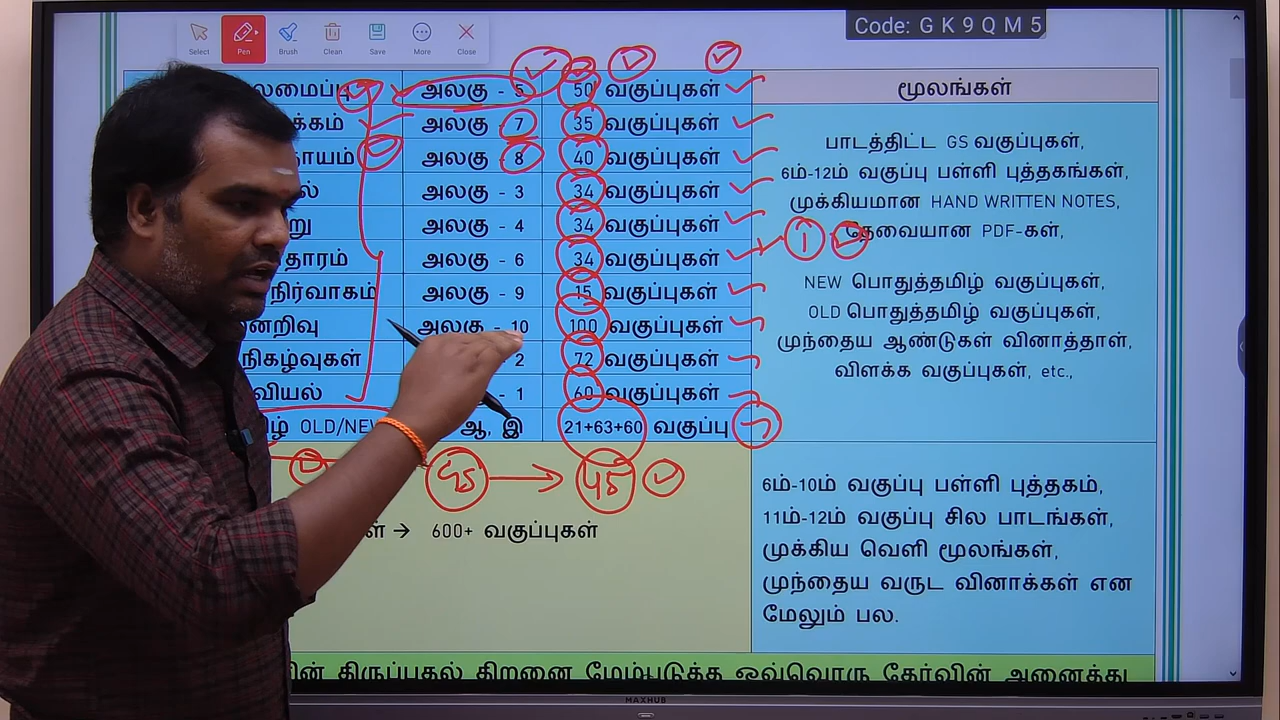 Code: G K 9 Q M 5
Select Pen Brush Clean Save More Close
அலகு - 5 50 வகுப்புகள் மூலங்கள்
அலகு - 7 35 வகுப்புகள்
அலகு - 8 40 வகுப்புகள்
அலகு - 3 34 வகுப்புகள்
அலகு - 4 34 வகுப்புகள்
அலகு - 6 34 வகுப்புகள்
நிர்வாகம் அலகு - 9 15 வகுப்புகள்
அலகு - 10 100 வகுப்புகள்
நிகழ்வுகள் - 2 72 வகுப்புகள்
- 1 60 வகுப்புகள்
OLD/NEW ஆ, இ 21+63+60 வகுப்பு
பாடத்திட்ட GS வகுப்புகள்,
6ம்-12ம் வகுப்பு பள்ளி புத்தகங்கள்,
முக்கியமான HAND WRITTEN NOTES,
தேவையான PDF-கள்,
1
NEW பொதுத்தமிழ் வகுப்புகள்,
OLD பொதுத்தமிழ் வகுப்புகள்,
முந்தைய ஆண்டுகள் வினாத்தாள்,
விளக்க வகுப்புகள், etc.,
→ 600+ வகுப்புகள்
6ம்-10ம் வகுப்பு பள்ளி புத்தகம்,
11ம்-12ம் வகுப்பு சில பாடங்கள்,
முக்கிய வெளி மூலங்கள்,
முந்தைய வருட வினாக்கள் என
மேலும் பல.
MAXHUB